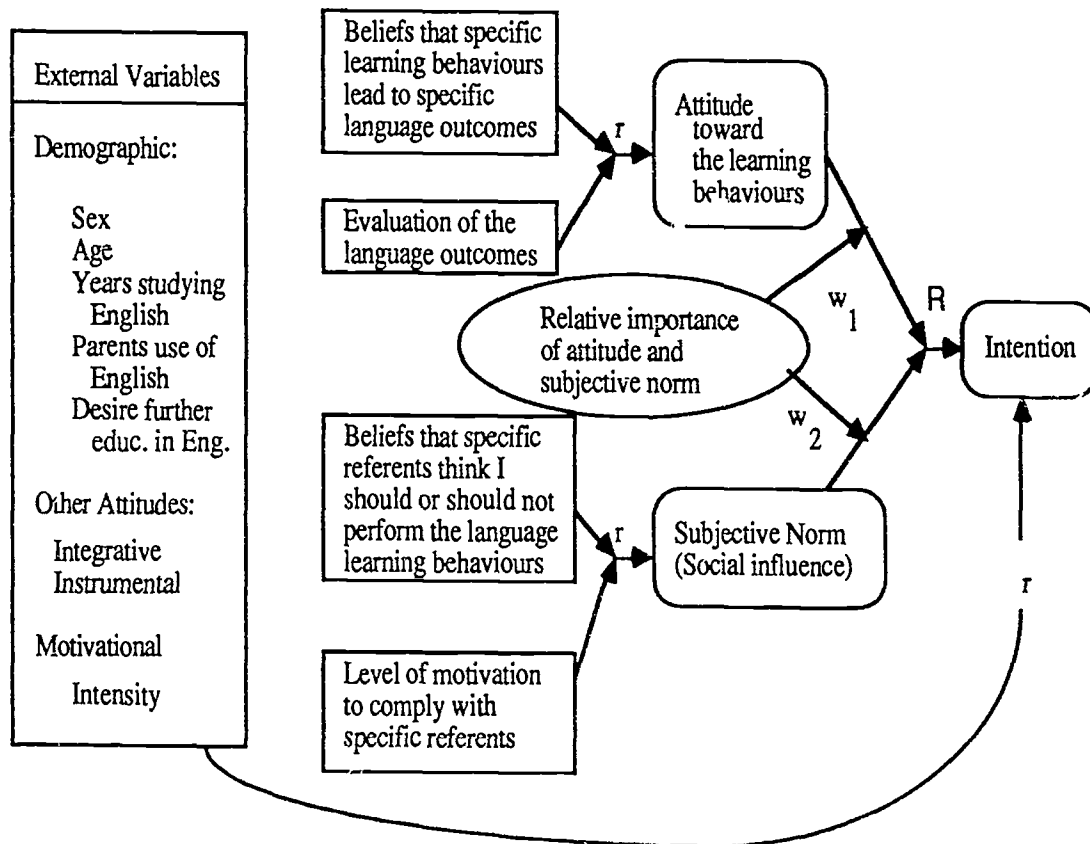 External Variables
Demographic:
Sex
Age
Years studying
English
Parents use of
English
Desire further
educ. in Eng.
Other Attitudes:
Integrative
Instrumental
Motivational
Intensity
Beliefs that specific
learning behaviours
lead to specific
language outcomes
Evaluation of the
language outcomes
r
Attitude
toward
the learning
behaviours
Relative importance
of attitude and
subjective norm
w1
w2
R
Intention
Beliefs that specific
referents think I
should or should not
perform the language
learning behaviours
r
Subjective Norm
(Social influence)
Level of motivation
to comply with
specific referents
r